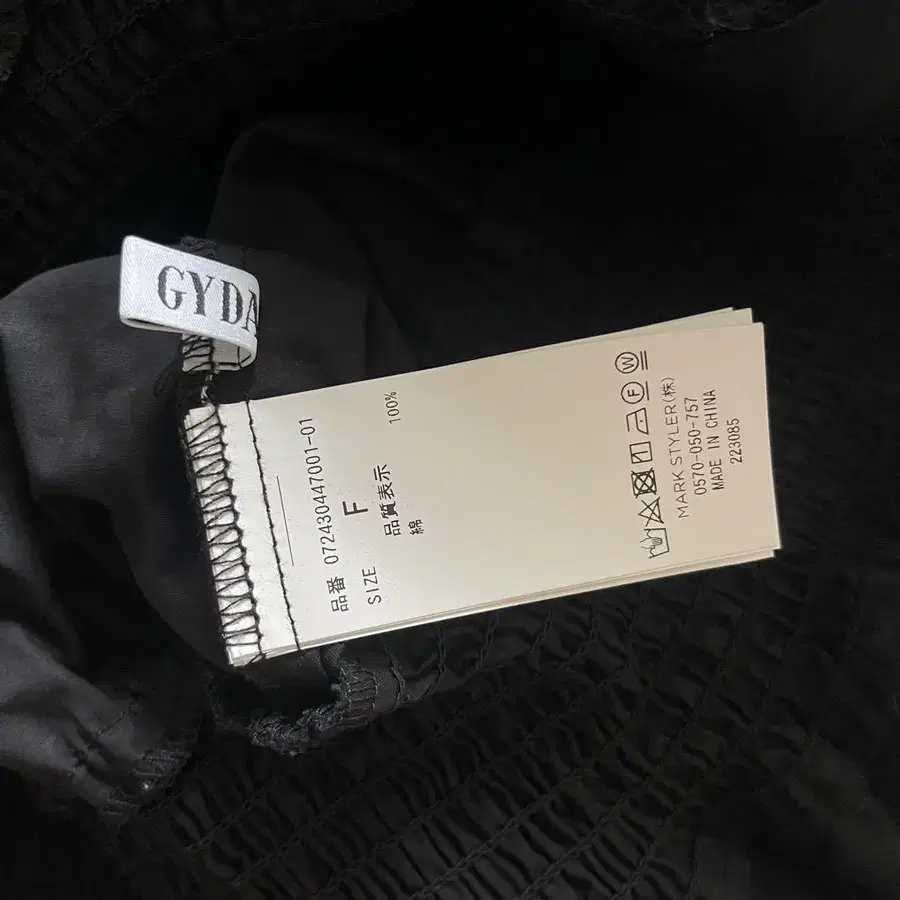 GYDA
品番 072430447001-01
SIZE F
品質表示
綿 100%
W
F
MARK STYLER(株)
0570-050-757
MADE IN CHINA
223085